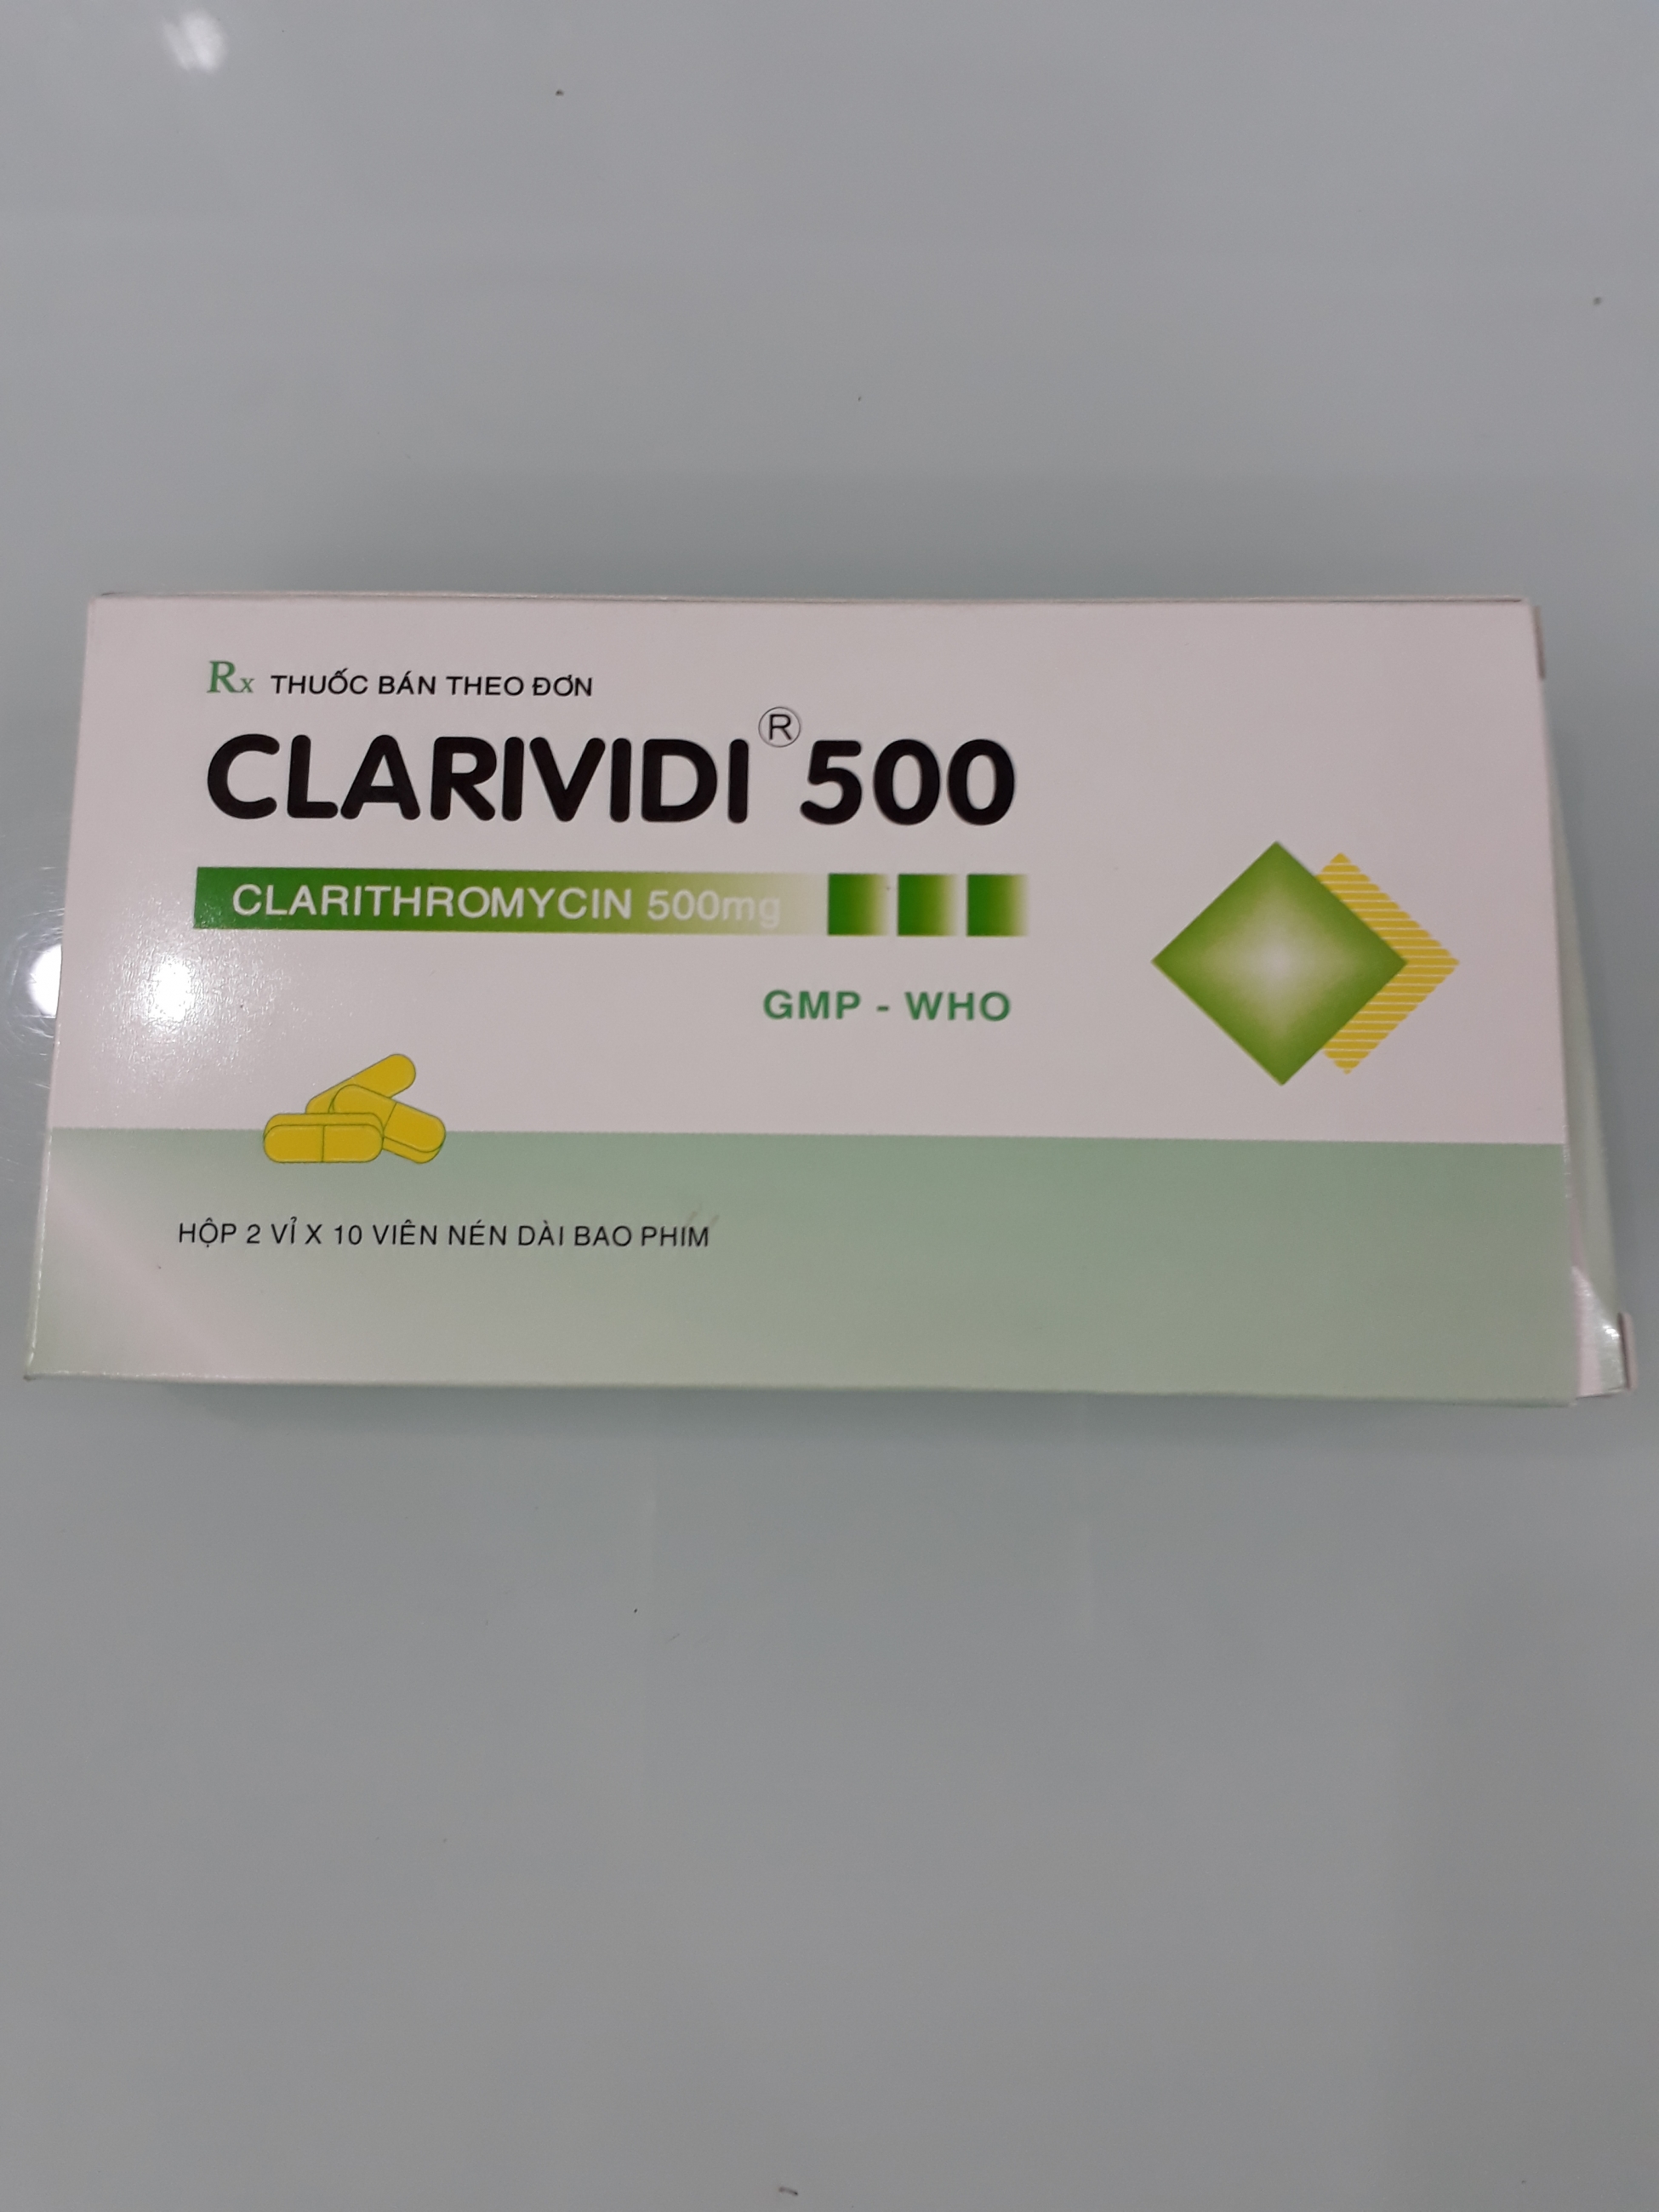 Rx THUỐC BÁN THEO ĐƠN
CLARIVIDI® 500
CLARITHROMYCIN 500mg
GMP - WHO
HỘP 2 VỈ X 10 VIÊN NÉN DÀI BAO PHIM